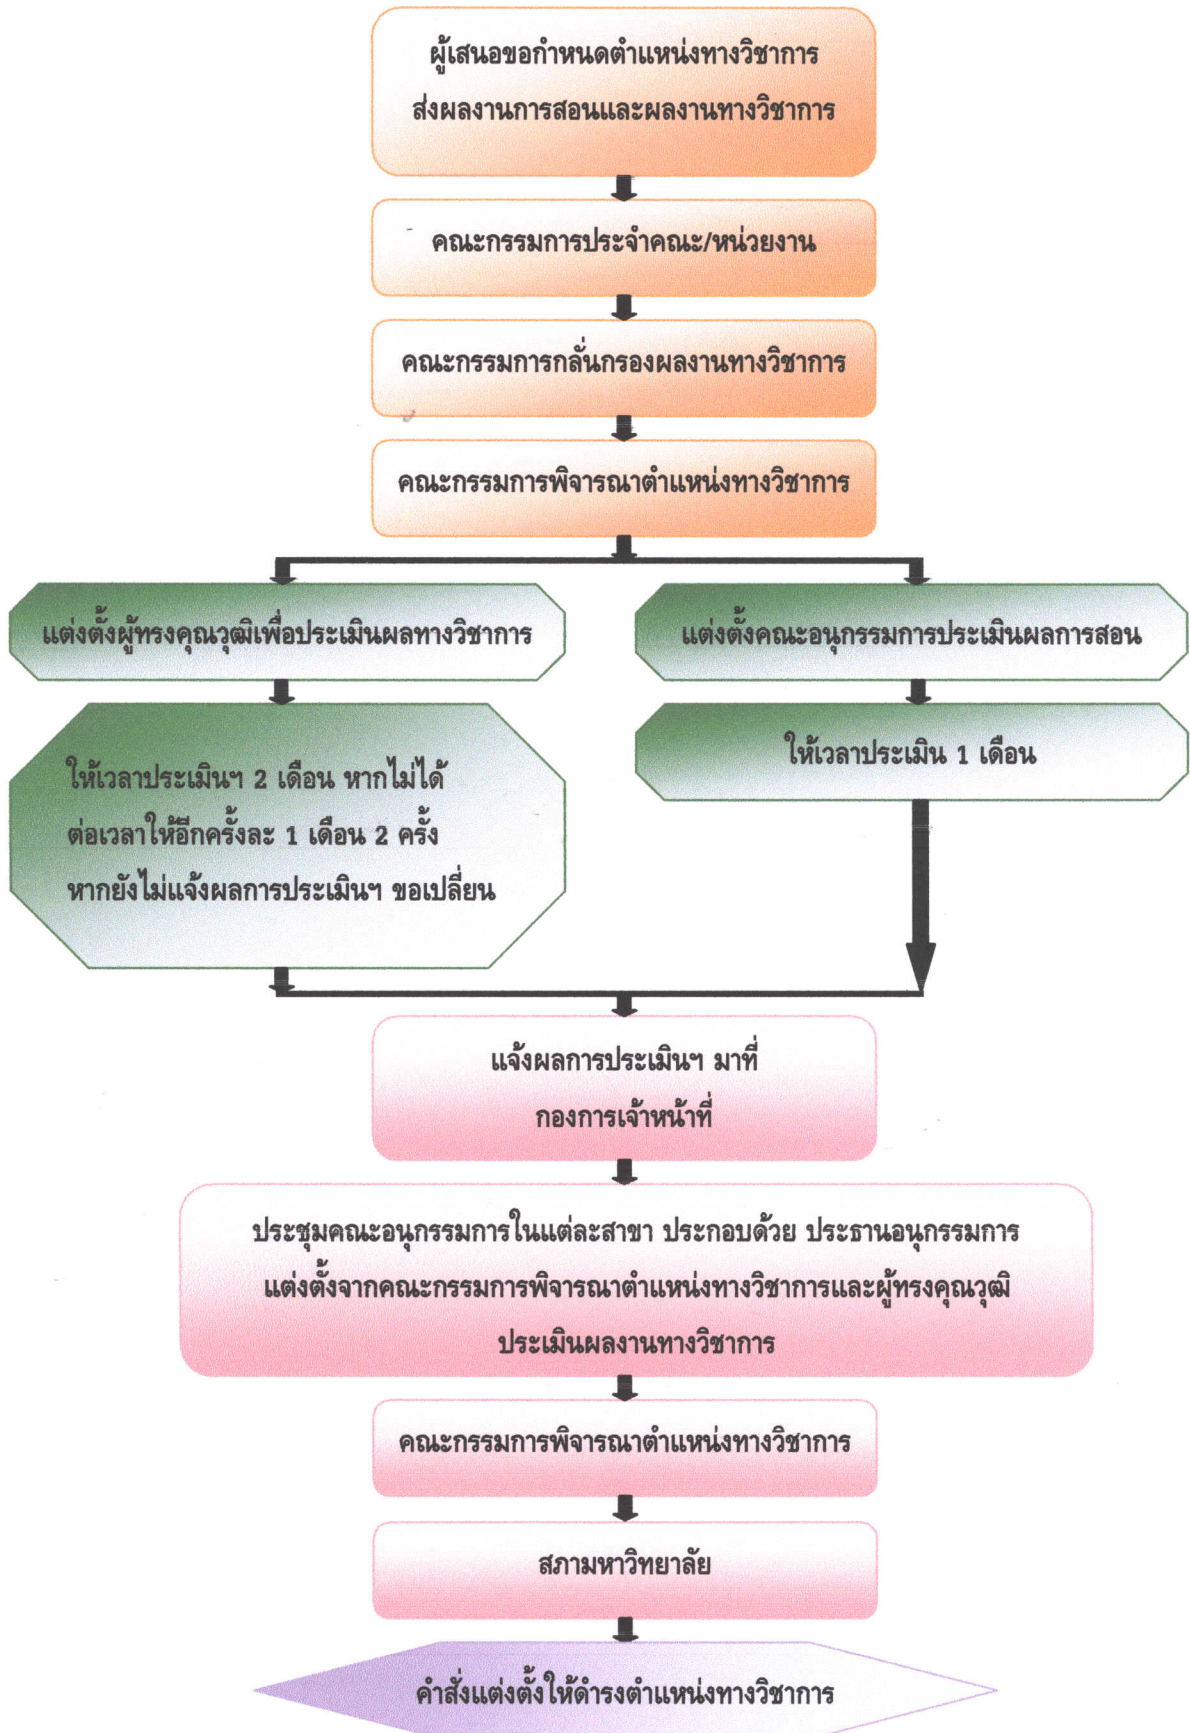 ผู้เสนอขอกำหนดตำแหน่งทางวิชาการ
ส่งผลงานการสอนและผลงานทางวิชาการ
คณะกรรมการประจำคณะ/หน่วยงาน
คณะกรรมการกลั่นกรองผลงานทางวิชาการ
คณะกรรมการพิจารณาตำแหน่งทางวิชาการ
แต่งตั้งผู้ทรงคุณวุฒิเพื่อประเมินผลทางวิชาการ
ให้เวลาประเมินฯ 2 เดือน หากไม่ได้
ต่อเวลาให้อีกครั้งละ 1 เดือน 2 ครั้ง
หากยังไม่แจ้งผลการประเมินฯ ขอเปลี่ยน
แต่งตั้งคณะอนุกรรมการประเมินผลการสอน
ให้เวลาประเมิน 1 เดือน
แจ้งผลการประเมินฯ มาที่
กองการเจ้าหน้าที่
ประชุมคณะอนุกรรมการในแต่ละสาขา ประกอบด้วย ประธานอนุกรรมการ
แต่งตั้งจากคณะกรรมการพิจารณาตำแหน่งทางวิชาการและผู้ทรงคุณวุฒิ
ประเมินผลงานทางวิชาการ
คณะกรรมการพิจารณาตำแหน่งทางวิชาการ
สภามหาวิทยาลัย
คำสั่งแต่งตั้งให้ดำรงตำแหน่งทางวิชาการ